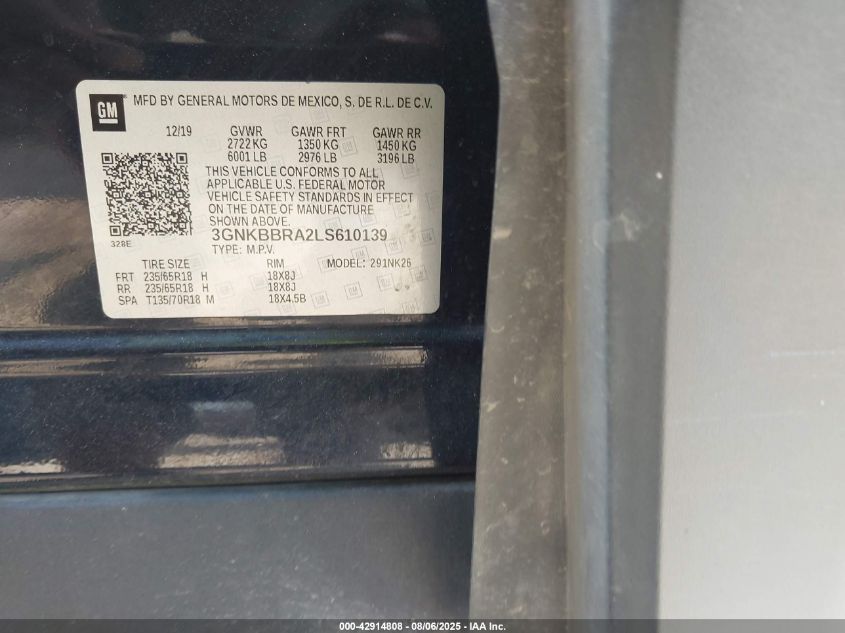 GM
MFD BY GENERAL MOTORS DE MEXICO, S. DE R.L. DE C.V.
12/19 GVWR GAWR FRT GAWR RR
2722 KG 1350 KG 1450 KG
6001 LB 2976 LB 3196 LB
THIS VEHICLE CONFORMS TO ALL
APPLICABLE U.S. FEDERAL MOTOR
VEHICLE SAFETY STANDARDS IN EFFECT
ON THE DATE OF MANUFACTURE
SHOWN ABOVE.
328E
3GNKBBRA2LS610139
TYPE: M.P.V.
TIRE SIZE RIM MODEL: 291NK26
FRT 235/65R18 H 18X8J
RR 235/65R18 H 18X8J
SPA T135/70R18 M 18X4.5B
000-42914808 - 08/06/2025 - IAA Inc.